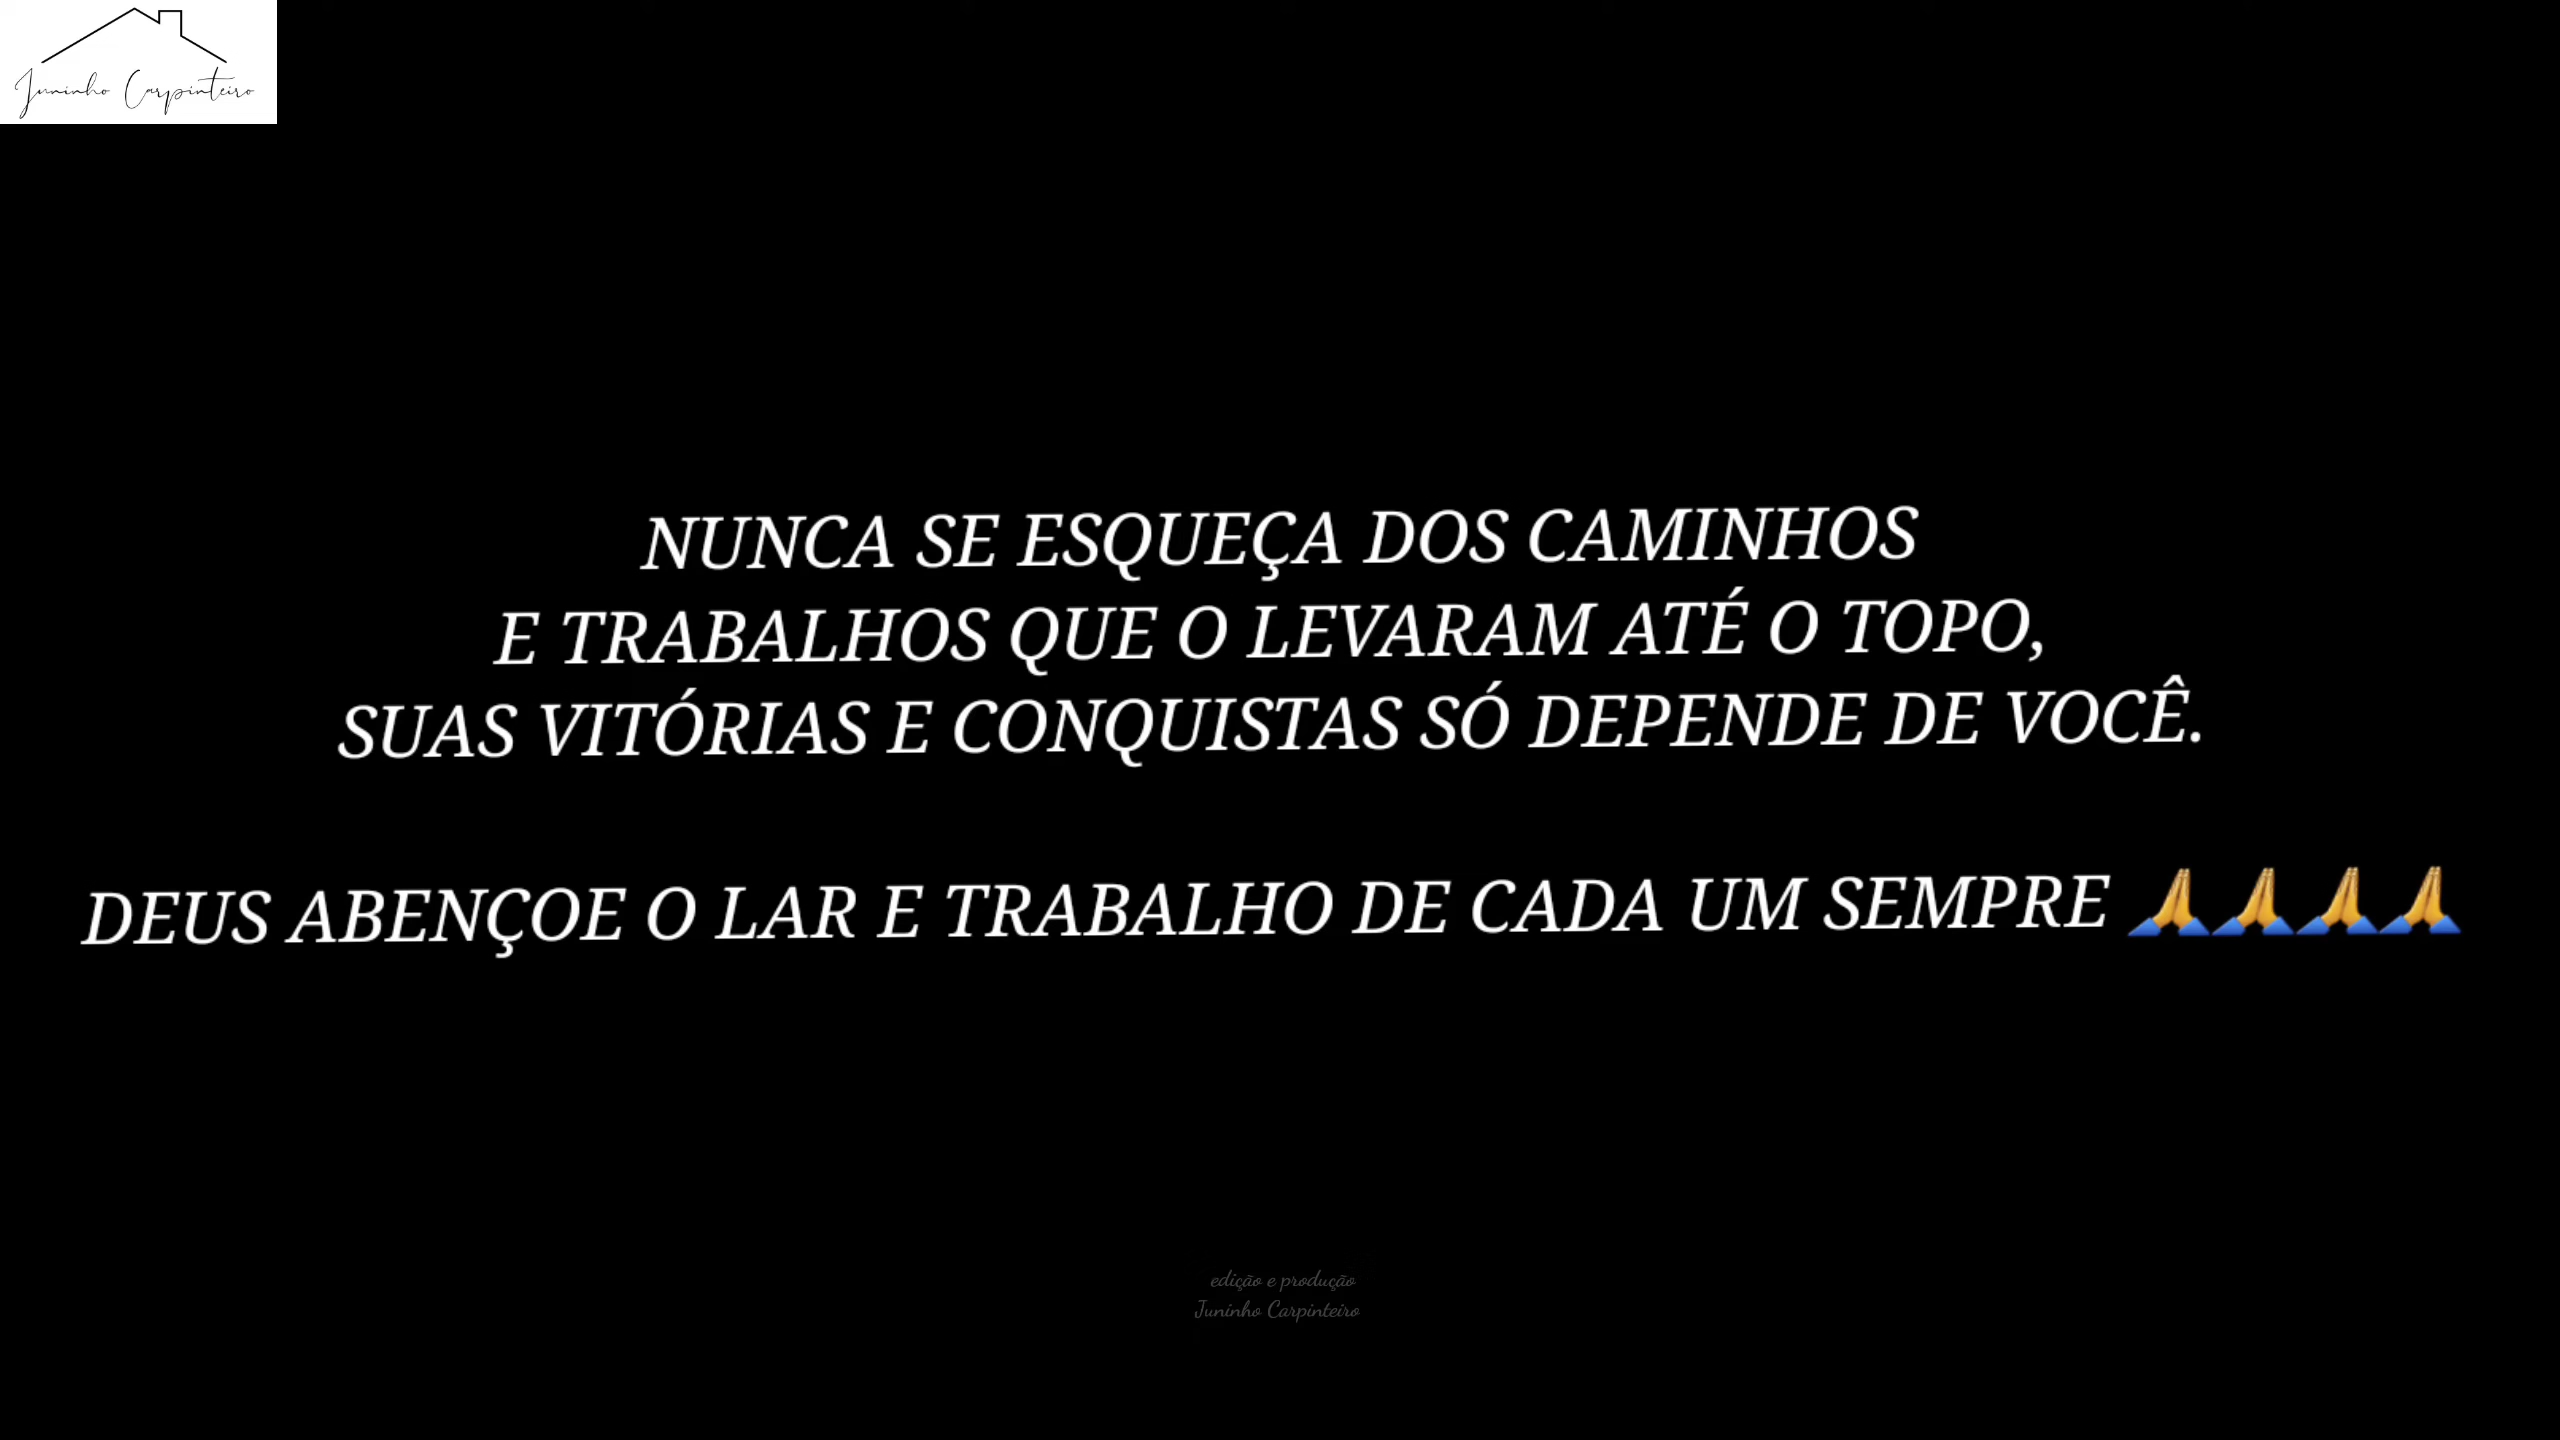 Juninho Carpinteiro
NUNCA SE ESQUEÇA DOS CAMINHOS
E TRABALHOS QUE O LEVARAM ATÉ O TOPO,
SUAS VITÓRIAS E CONQUISTAS SÓ DEPENDE DE VOCÊ.
DEUS ABENÇOE O LAR E TRABALHO DE CADA UM SEMPRE 🙏🙏🙏🙏
edição e produção
Juninho Carpinteiro